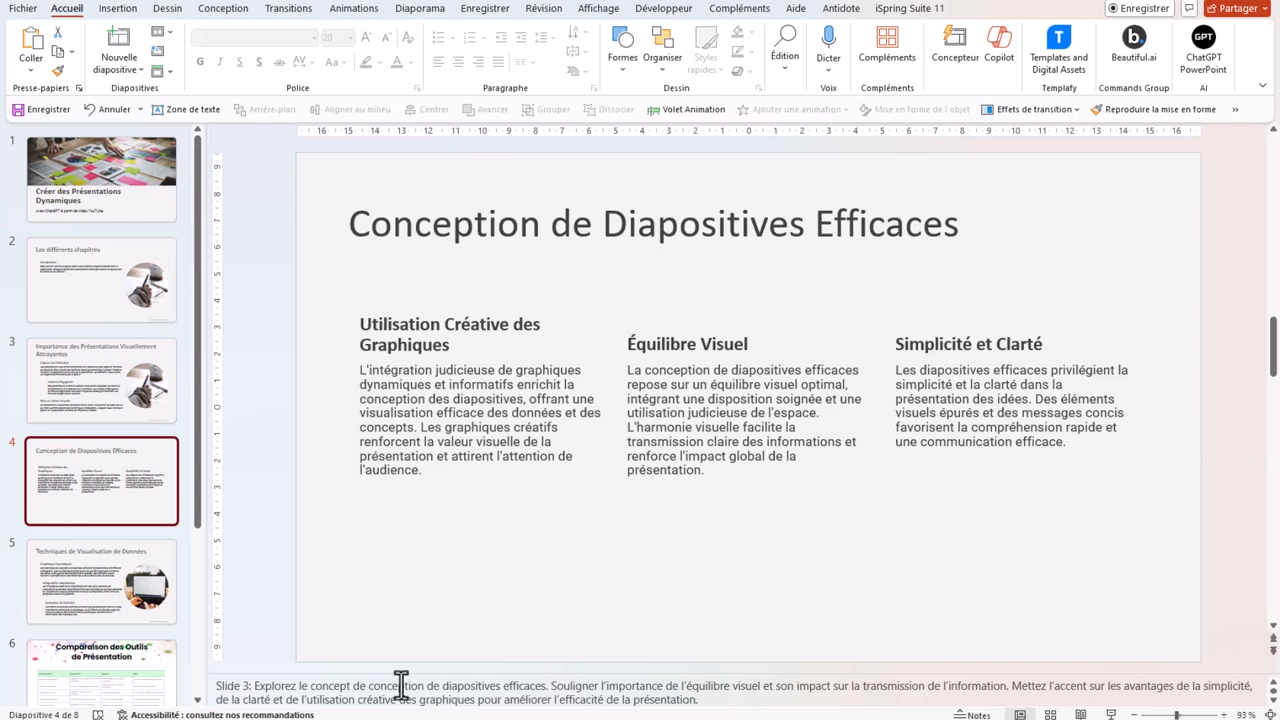 Fichier Accueil Insertion Dessin Conception Transitions Animations Diaporama Enregistrer Révision Affichage Développeur Compléments Aide Antidote iSpring Suite 11 Enregistrer Partager
Coller
Nouvelle
diapositive
Formes Organiser Styles
rapides
Édition Dicter Compléments Concepteur Copilot Templates and
Digital Assets
Beautiful.ai ChatGPT
PowerPoint
Presse-papiers Diapositives Police Paragraphe Dessin Voix Compléments Templafy Commands Group AI
Enregistrer Annuler Zone de texte Arrière-plan Aligner au milieu Centrer Avancer Grouper Dissocier Volet Animation Ajouter une animation Mise en forme de l'objet Effets de transition Reproduire la mise en forme
1
Créer des Présentations
Dynamiques
Avec ChatGPT à partir de vidéo YouTube
2
Les différents chapitres
Introduction
3
Importance des Présentations Visuellement
Attrayantes
4
Conception de Diapositives Efficaces
5
Techniques de Visualisation de Données
6
Comparaison des Outils
de Présentation
Conception de Diapositives Efficaces
Utilisation Créative des
Graphiques
L'intégration judicieuse de graphiques
dynamiques et informatifs enrichit la
conception des diapositives, offrant une
visualisation efficace des données et des
concepts. Les graphiques créatifs
renforcent la valeur visuelle de la
présentation et attirent l'attention de
l'audience.
Équilibre Visuel
La conception de diapositives efficaces
repose sur un équilibre visuel optimal,
intégrant une disposition soignée et une
utilisation judicieuse de l'espace.
L'harmonie visuelle facilite la
transmission claire des informations et
renforce l'impact global de la
présentation.
Simplicité et Clarté
Les diapositives efficaces privilégient la
simplicité et la clarté dans la
présentation des idées. Des éléments
visuels épurés et des messages concis
favorisent la compréhension rapide et
une communication efficace.
Slide 3: Explorez le concept de conception de diapositives efficaces. Soulignez l'importance de l'équilibre visuel et son impact sur la transmission de l'information. Mettez l'accent sur les avantages de la simplicité,
de la clarté et de l'utilisation créative des graphiques pour améliorer l'efficacité de la présentation.
Diapositive 4 de 8 Accessibilité : consultez nos recommandations Notes 93 %